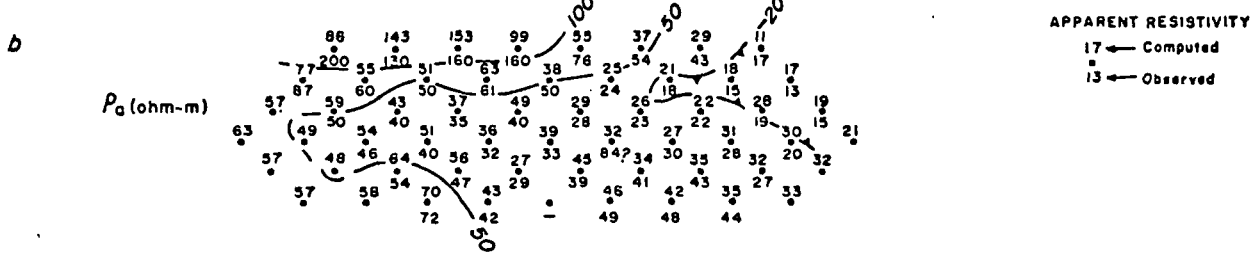 100 50 -20
APPARENT RESISTIVITY
b
86 143 153 99 55 37 29 11
17 ← Computed
200 130 160 160 76 54 43 17
77 55 51 63 38 25 21 18 17
13 ← Observed
87 60 50 61 50 24 18 15 13
ρa (ohm-m)
57 59 43 37 49 29 26 22 28 19
50 40 35 40 28 23 22 19 15
63 49 54 51 36 39 32 27 31 30 21
46 40 32 33 84? 30 28 20
57 48 64 56 27 45 34 35 32 32
54 47 29 39 41 43 27
57 58 70 43 46 42 35 33
72 42 – 49 48 44
50